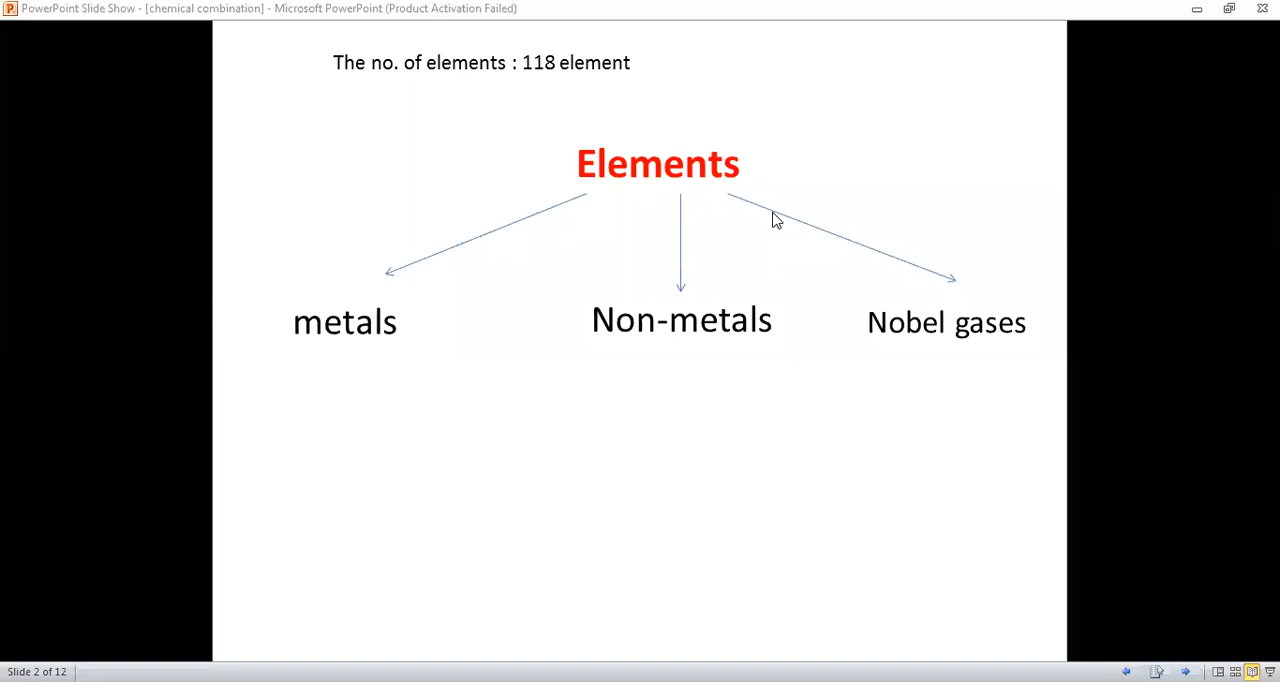 PowerPoint Slide Show - [chemical combination] - Microsoft PowerPoint (Product Activation Failed)
The no. of elements : 118 element
Elements
metals Non-metals Nobel gases
Slide 2 of 12